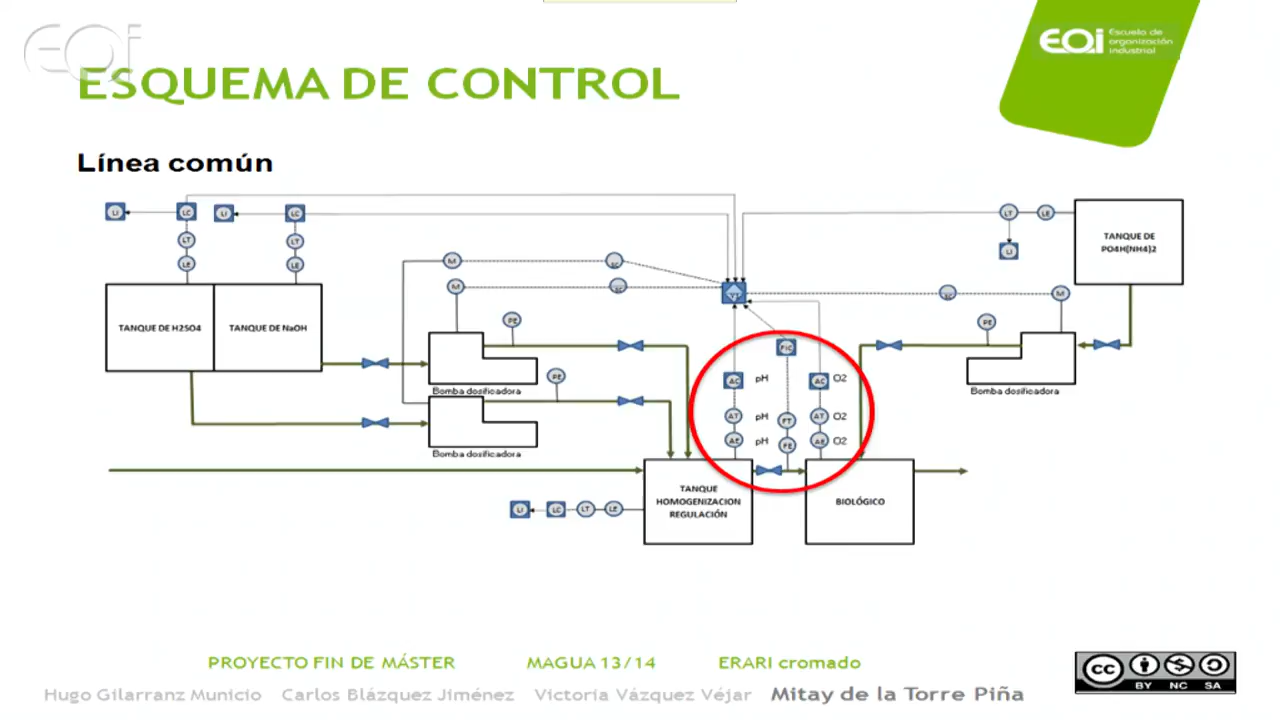 EOI
ESQUEMA DE CONTROL
EOI Escuela de
organización
industrial
Línea común
LI LC LI LC
LT LT
LE LE
LT LE
LI
TANQUE DE
PO4H(NH4)2
M
M
M
TANQUE DE H2SO4
TANQUE DE NaOH
PE
PE
PE
Bomba dosificadora
Bomba dosificadora
Bomba dosificadora
FIC
AC pH AC O2
AT pH FT AT O2
AE pH FE AE O2
TANQUE
HOMOGENIZACION
REGULACIÓN
BIOLÓGICO
LI LC LT LE
PROYECTO FIN DE MÁSTER MAGUA 13/14 ERARI cromado
Hugo Gilarranz Municio Carlos Blázquez Jiménez Victoria Vázquez Véjar Mitay de la Torre Piña
CC BY NC SA